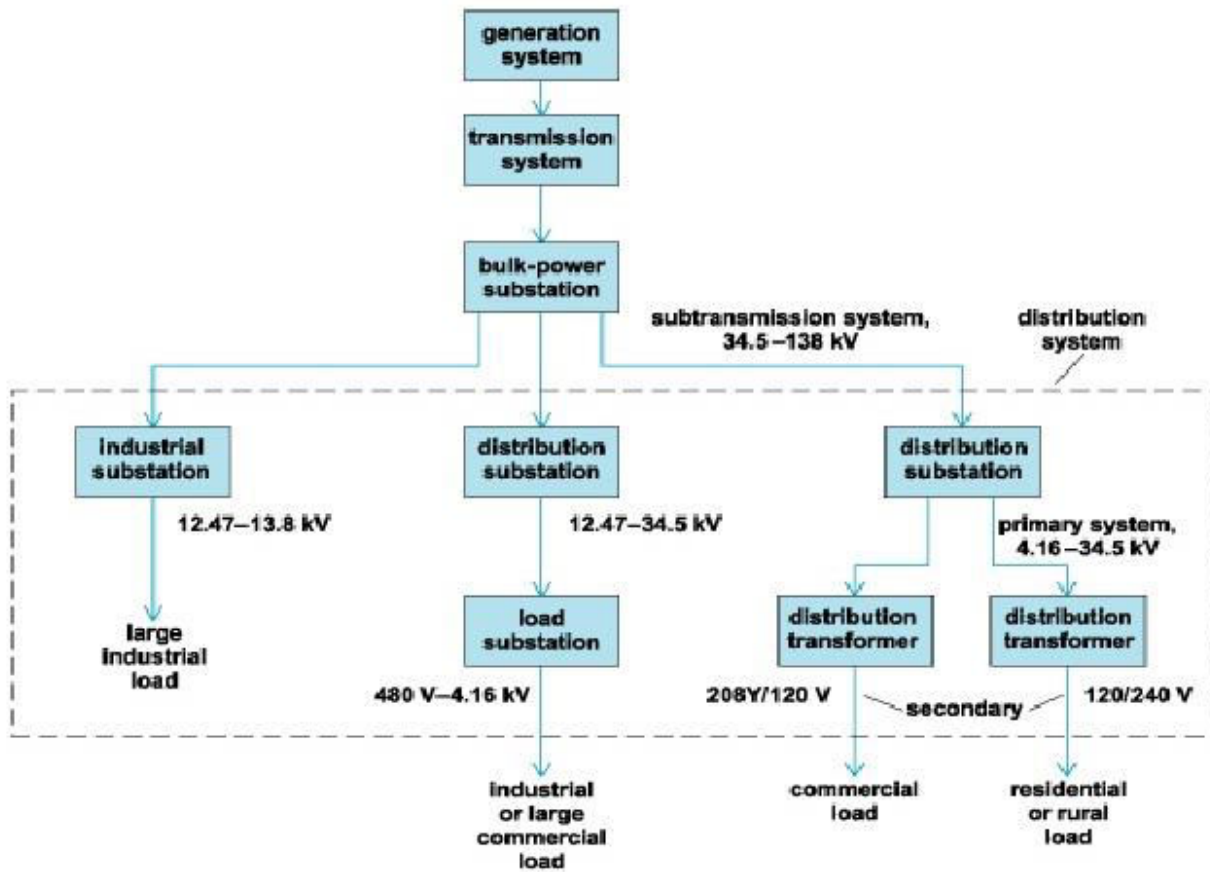 generation
system
transmission
system
bulk-power
substation
subtransmission system,
34.5–138 kV
distribution
system
industrial
substation
distribution
substation
distribution
substation
12.47–13.8 kV
12.47–34.5 kV
primary system,
4.16–34.5 kV
large
industrial
load
load
substation
distribution
transformer
distribution
transformer
480 V–4.16 kV
208Y/120 V
secondary
120/240 V
industrial
or large
commercial
load
commercial
load
residential
or rural
load